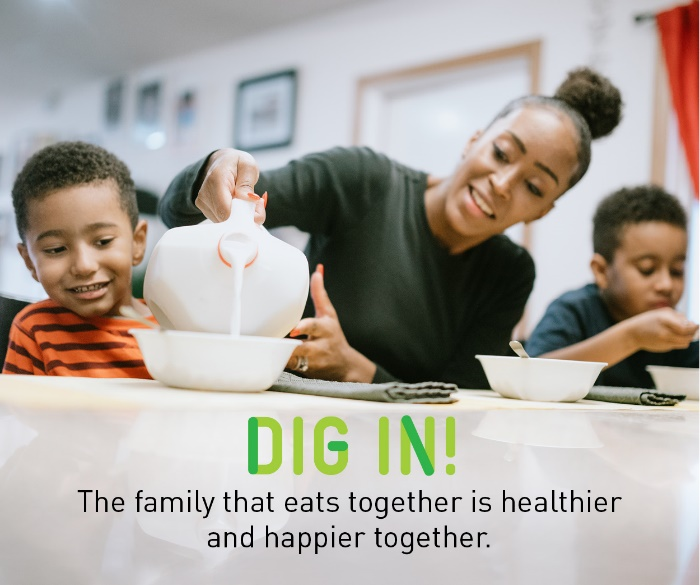 DIG IN!
The family that eats together is healthier
and happier together.